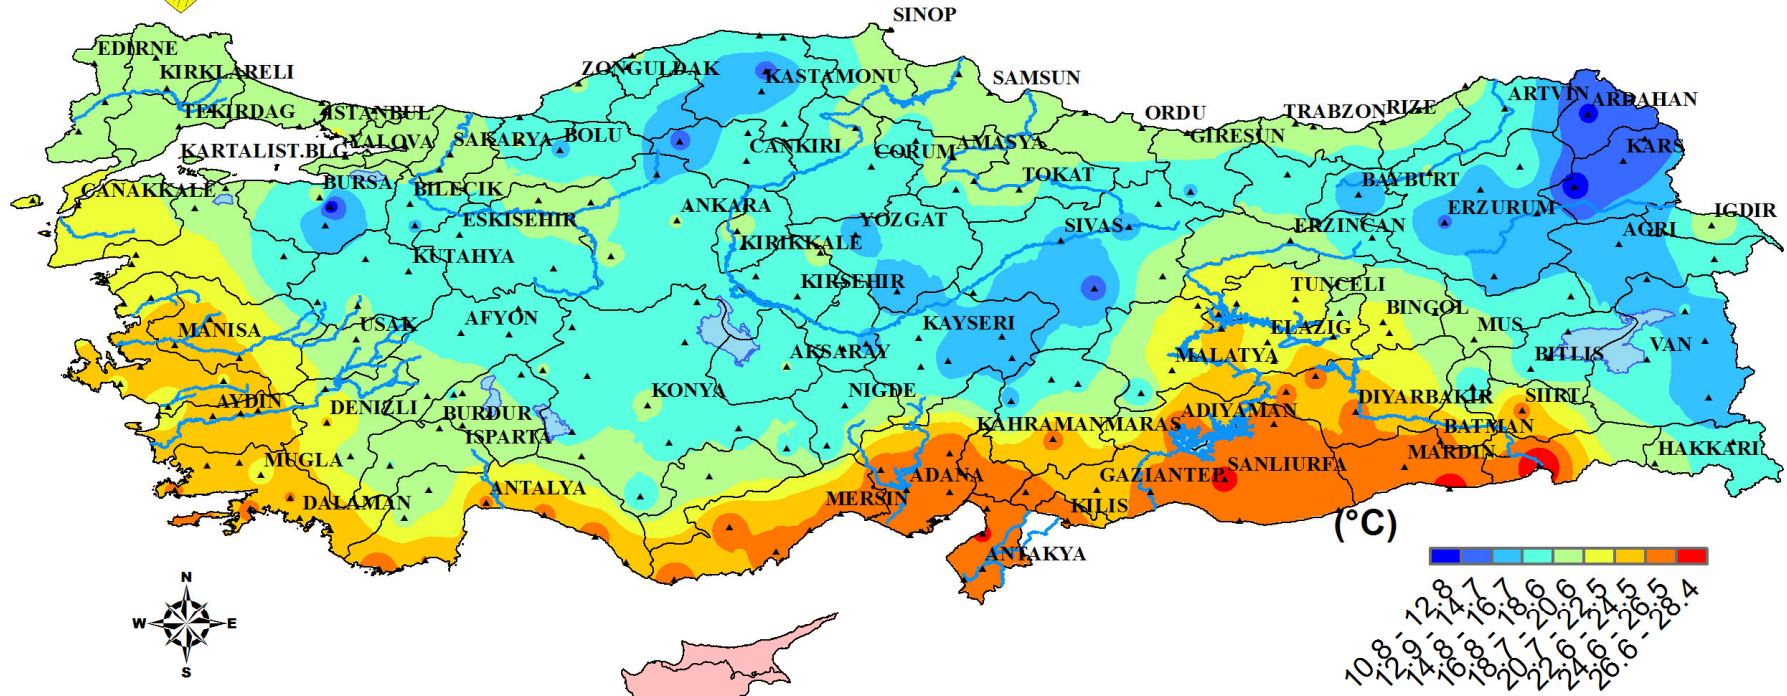 SINOP
EDIRNE
KIRKLARELI
ZONGULDAK
KASTAMONU
SAMSUN
ARTVIN
ARDAHAN
TEKIRDAG
ISTANBUL
ORDU
TRABZON
RIZE
GIRESUN
KARTALIST.BLG
YALOVA
SAKARYA
BOLU
CANKIRI
CORUM
AMASYA
KARS
CANAKKALE
BURSA
BILECIK
TOKAT
BAYBURT
ESKISEHIR
ANKARA
YOZGAT
SIVAS
ERZINCAN
ERZURUM
IGDIR
KIRIKKALE
AGRI
KUTAHYA
KIRSEHIR
TUNCELI
BINGOL
MANISA
USAK
AFYON
KAYSERI
ELAZIG
MUS
AKSARAY
MALATYA
BITLIS
VAN
AYDIN
DENIZLI
BURDUR
KONYA
NIGDE
ADIYAMAN
DIYARBAKIR
SIIRT
ISPARTA
KAHRAMANMARAS
BATMAN
MUGLA
ADANA
GAZIANTEP
SANLIURFA
MARDIN
HAKKARI
DALAMAN
ANTALYA
MERSIN
KILIS
(°C)
ANTAKYA
10.8 - 12.8
12.9 - 14.7
14.8 - 16.7
16.8 - 18.6
18.7 - 20.6
20.7 - 22.5
22.6 - 24.5
24.6 - 26.5
26.6 - 28.4
N
W E
S